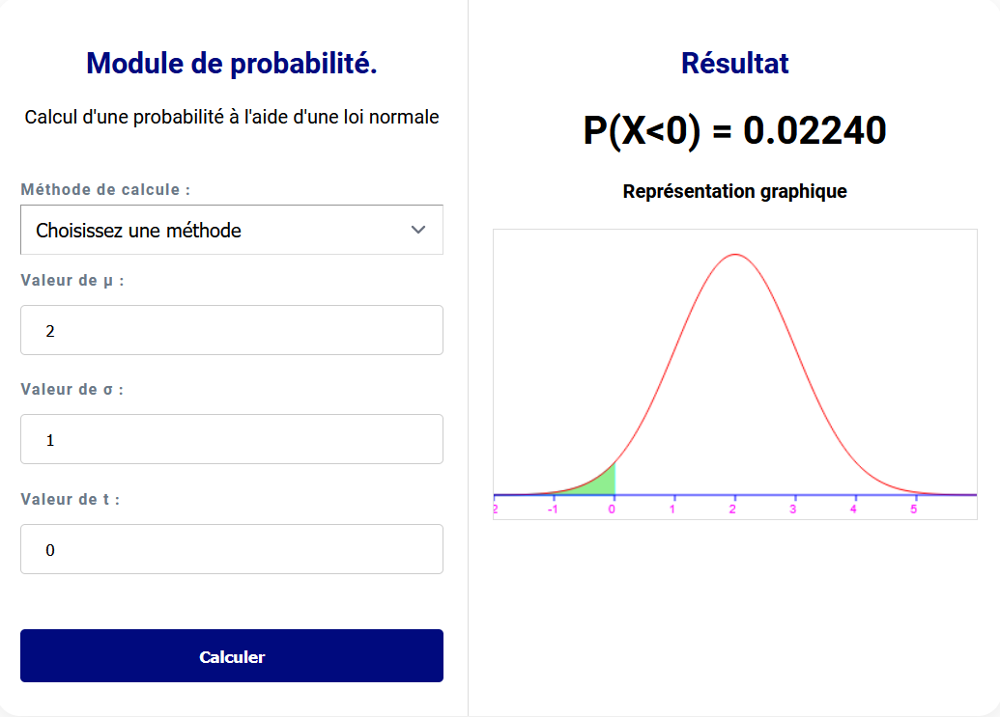 Module de probabilité.
Calcul d'une probabilité à l'aide d'une loi normale
Méthode de calcule :
Choisissez une méthode
Valeur de μ :
2
Valeur de σ :
1
Valeur de t :
0
Calculer
Résultat
P(X<0) = 0.02240
Représentation graphique
2 -1 0 1 2 3 4 5